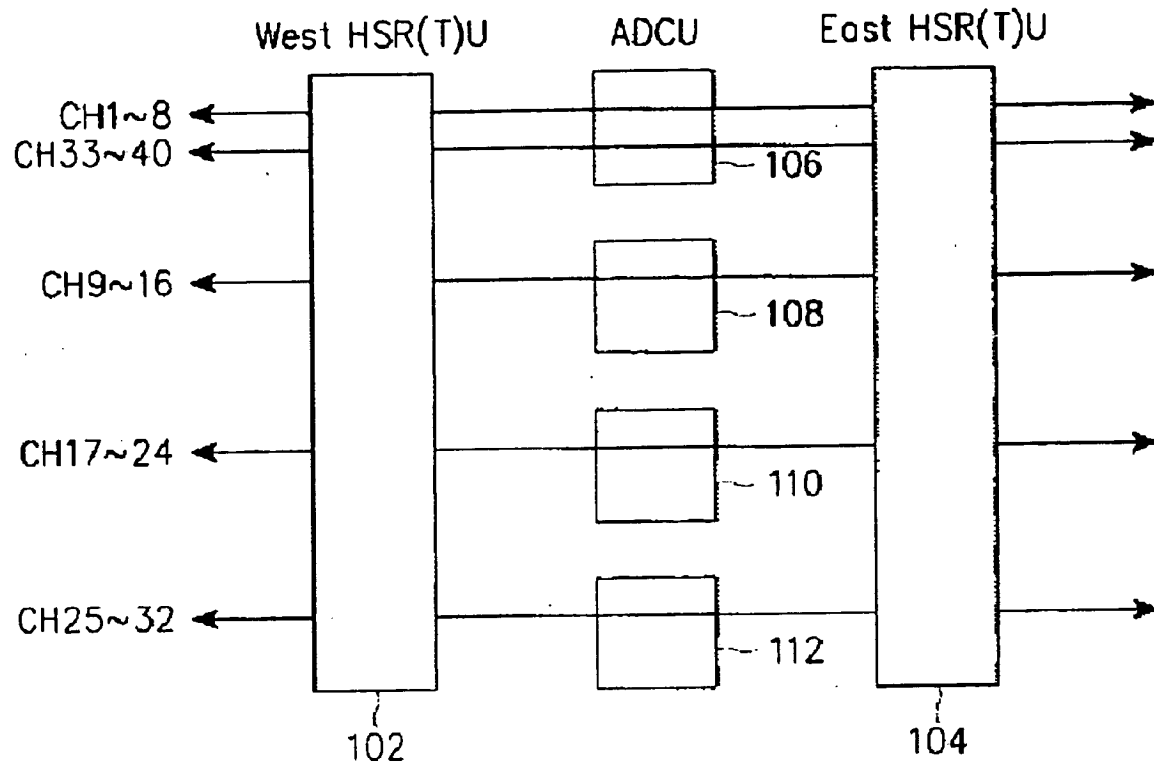 West HSR(T)U ADCU East HSR(T)U
CH1~8
CH33~40
106
CH9~16
108
CH17~24
110
CH25~32
112
102
104